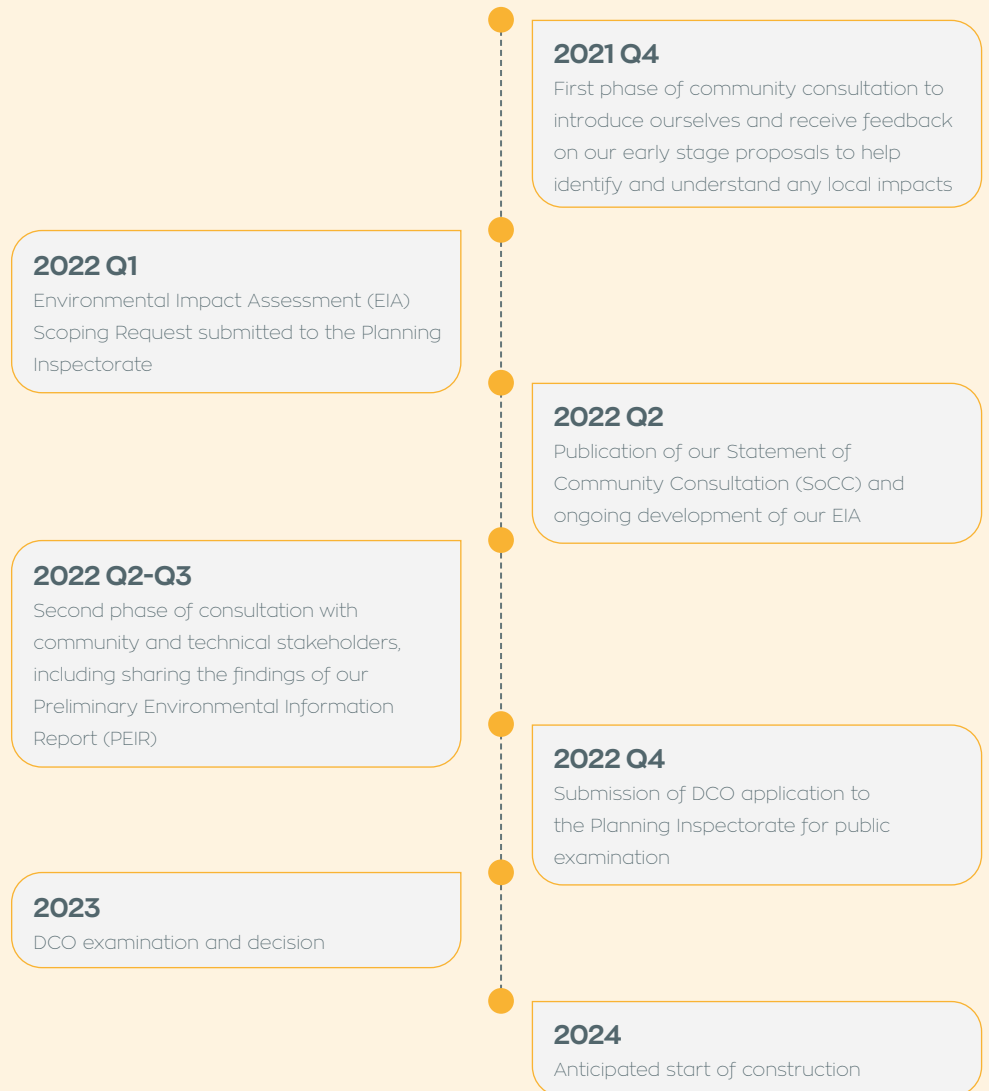 2021 Q4
First phase of community consultation to
introduce ourselves and receive feedback
on our early stage proposals to help
identify and understand any local impacts
2022 Q1
Environmental Impact Assessment (EIA)
Scoping Request submitted to the Planning
Inspectorate
2022 Q2
Publication of our Statement of
Community Consultation (SoCC) and
ongoing development of our EIA
2022 Q2-Q3
Second phase of consultation with
community and technical stakeholders,
including sharing the findings of our
Preliminary Environmental Information
Report (PEIR)
2022 Q4
Submission of DCO application to
the Planning Inspectorate for public
examination
2023
DCO examination and decision
2024
Anticipated start of construction